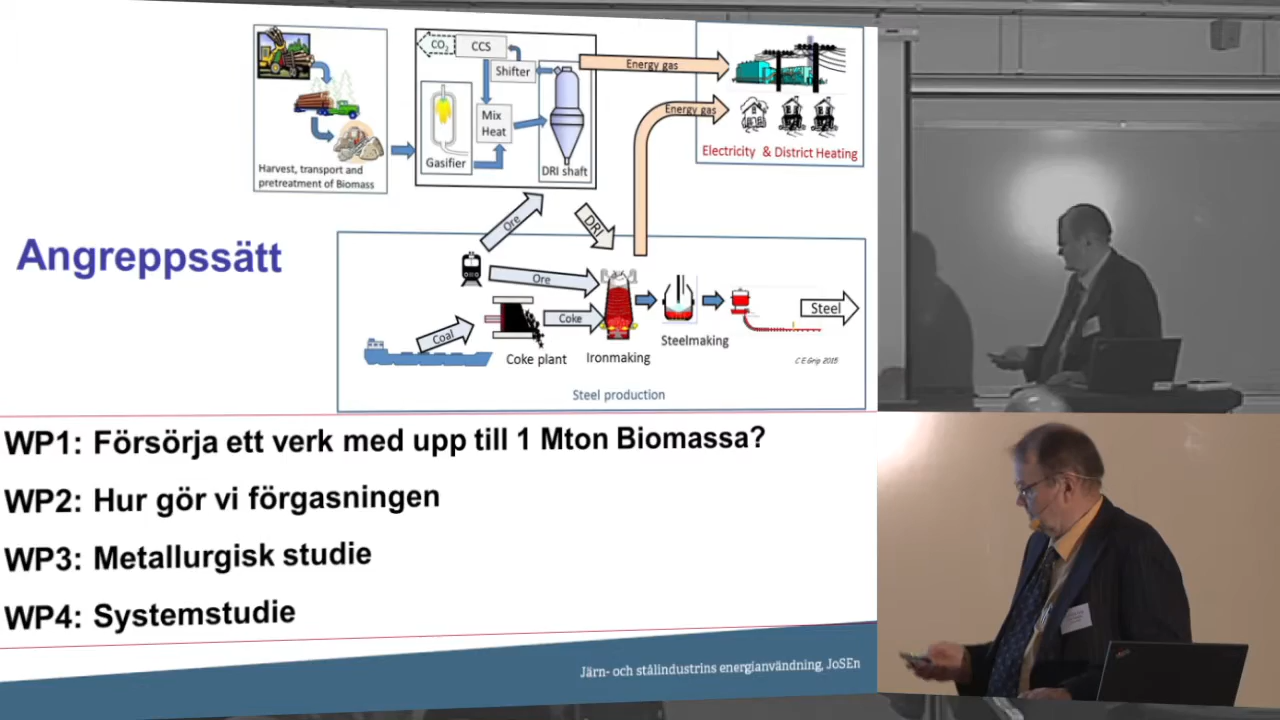 CO2
CCS
Shifter
Mix
Heat
Gasifier
DRI shaft
Harvest, transport and
pretreatment of Biomass
Energy gas
Energy gas
Electricity & District Heating
Ore
DRI
Angreppssätt
Ore
Coal
Coke
Coke plant
Ironmaking
Steelmaking
Steel
C E Grip 2015
Steel production
WP1: Försörja ett verk med upp till 1 Mton Biomassa?
WP2: Hur gör vi förgasningen
WP3: Metallurgisk studie
WP4: Systemstudie
Järn- och stålindustrins energianvändning, JoSEn